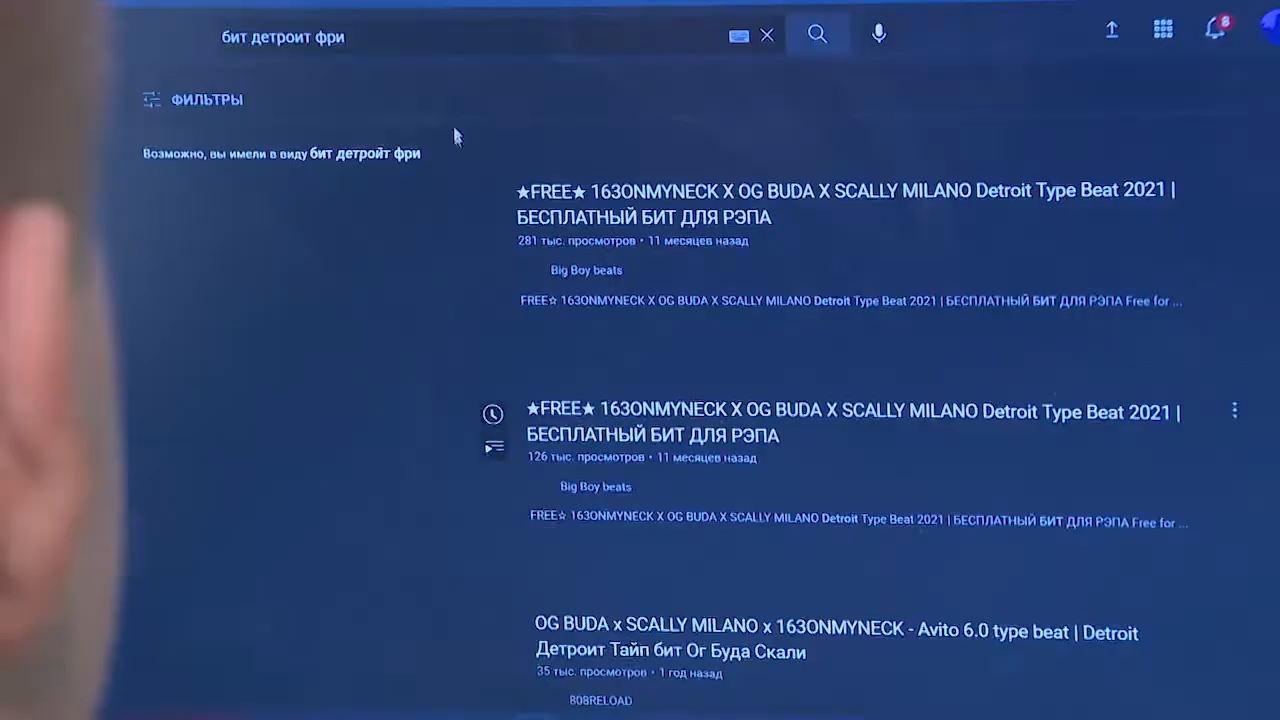 бит детроит фри
8
ФИЛЬТРЫ
Возможно, вы имели в виду бит детройт фри
★FREE★ 163ONMYNECK X OG BUDA X SCALLY MILANO Detroit Type Beat 2021 |
БЕСПЛАТНЫЙ БИТ ДЛЯ РЭПА
281 тыс. просмотров • 11 месяцев назад
Big Boy beats
FREE☆ 163ONMYNECK X OG BUDA X SCALLY MILANO Detroit Type Beat 2021 | БЕСПЛАТНЫЙ БИТ ДЛЯ РЭПА Free for ...
★FREE★ 163ONMYNECK X OG BUDA X SCALLY MILANO Detroit Type Beat 2021 |
БЕСПЛАТНЫЙ БИТ ДЛЯ РЭПА
126 тыс. просмотров • 11 месяцев назад
Big Boy beats
FREE☆ 163ONMYNECK X OG BUDA X SCALLY MILANO Detroit Type Beat 2021 | БЕСПЛАТНЫЙ БИТ ДЛЯ РЭПА Free for ...
OG BUDA x SCALLY MILANO x 163ONMYNECK - Avito 6.0 type beat | Detroit
Детроит Тайп бит Ог Буда Скали
35 тыс. просмотров • 1 год назад
808RELOAD